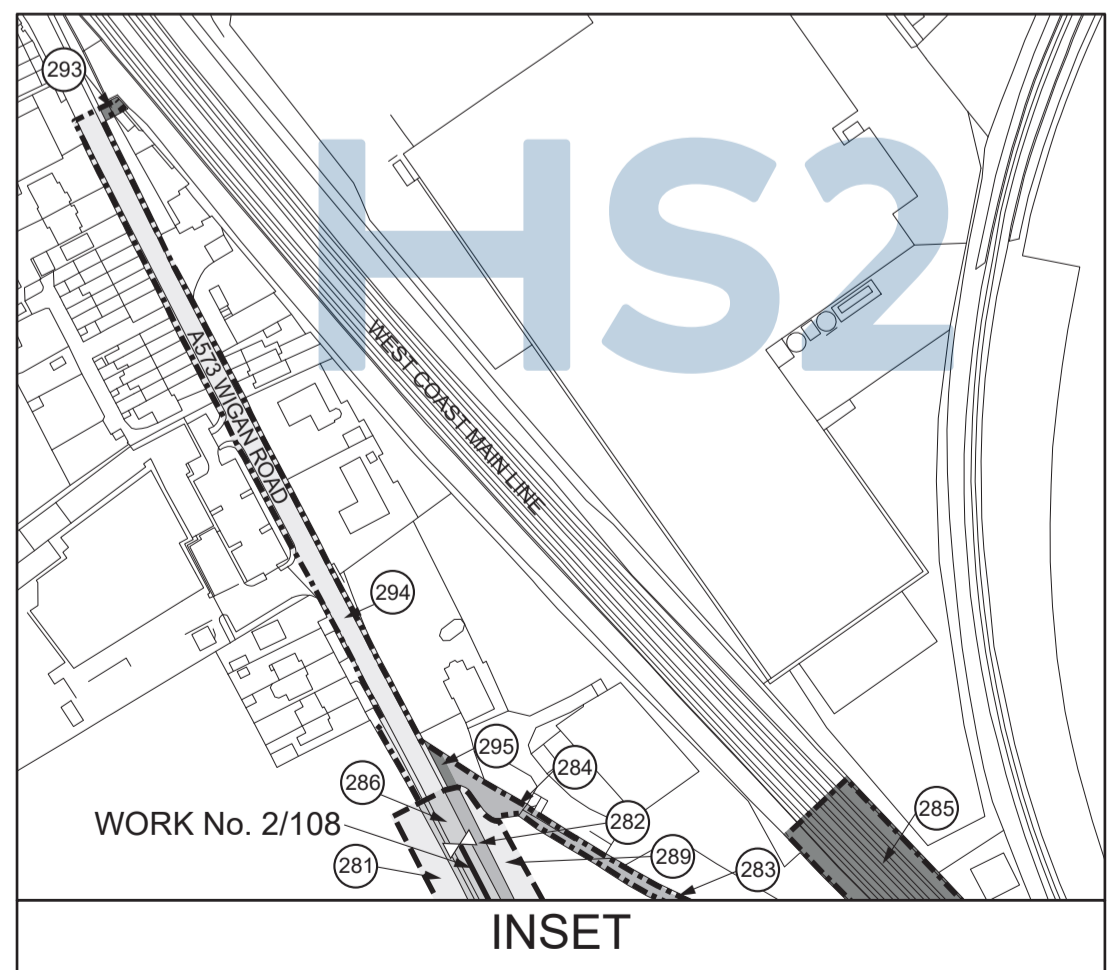 293
HS2
WEST COAST MAIN LINE
A573 WIGAN ROAD
294
295
284
286
282
285
WORK No. 2/108
289
281
283
INSET